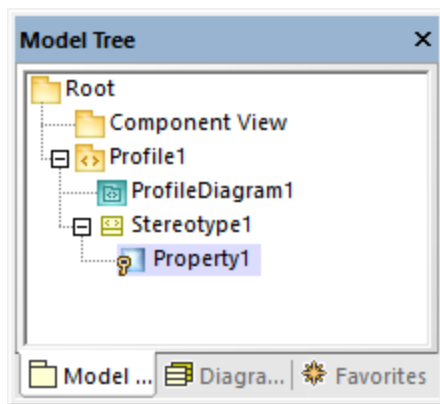 Model Tree
Root
Component View
Profile1
ProfileDiagram1
Stereotype1
Property1
Model ... Diagra... Favorites